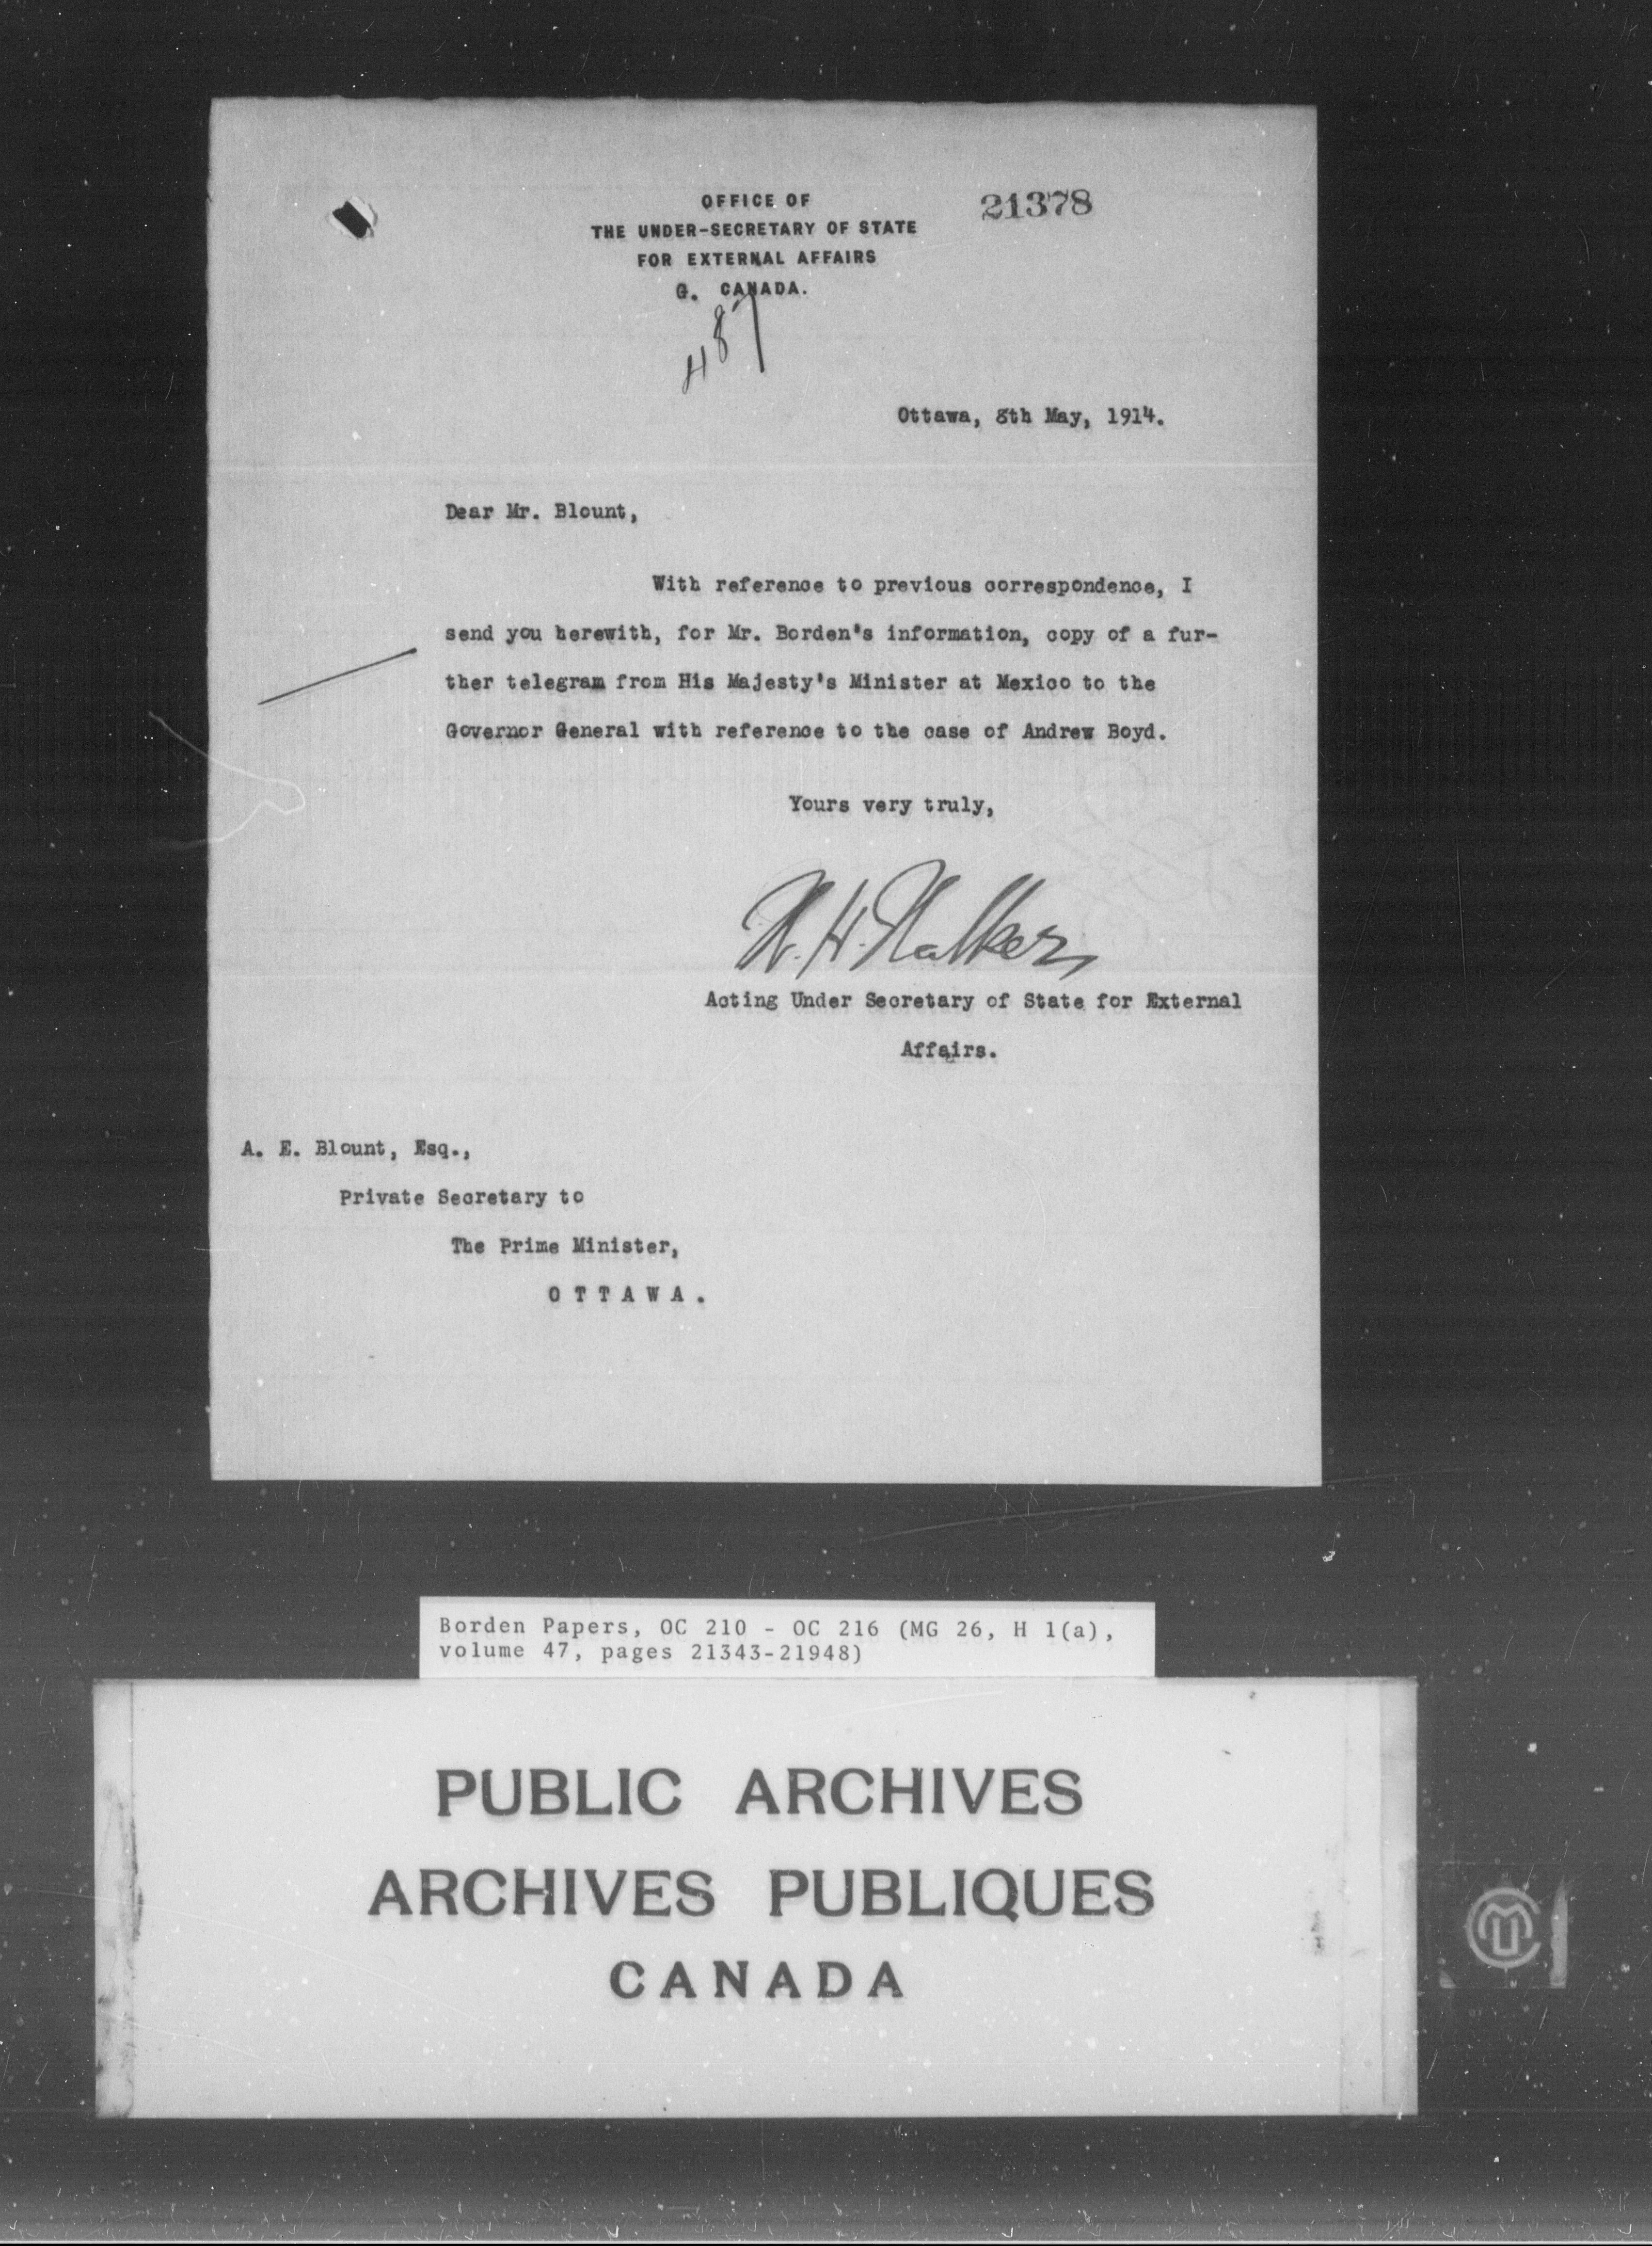 OFFICE OF
21378
THE UNDER-SECRETARY OF STATE
FOR EXTERNAL AFFAIRS
G. CANADA.
487
Ottawa, 8th May, 1914.
Dear Mr. Blount,
With reference to previous correspondence, I
send you herewith, for Mr. Borden's information, copy of a fur-
ther telegram from His Majesty's Minister at Mexico to the
Governor General with reference to the case of Andrew Boyd.
Yours very truly,
W. H. Walker
Acting Under Secretary of State for External
Affairs.
A. E. Blount, Esq.,
Private Secretary to
The Prime Minister,
OTTAWA.
Borden Papers, OC 210 - OC 216 (MG 26, H 1(a),
volume 47, pages 21343-21948)
PUBLIC ARCHIVES
ARCHIVES PUBLIQUES
CANADA